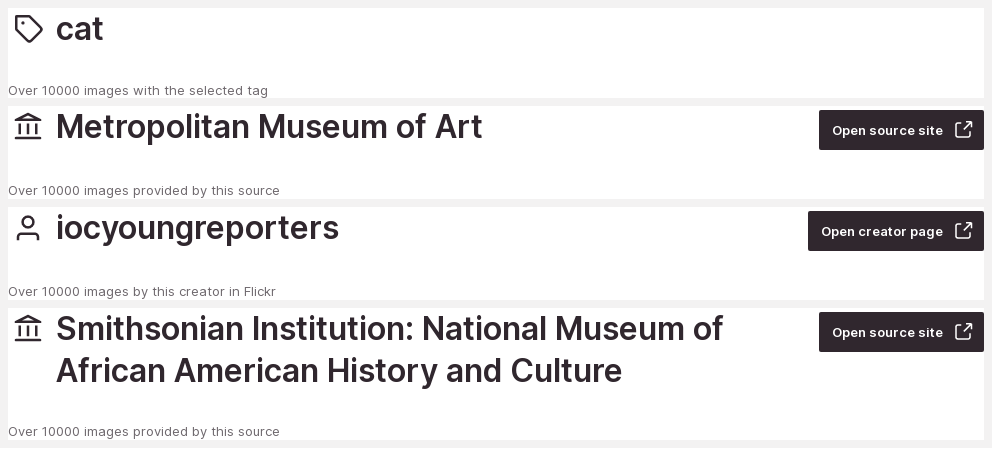 cat
Over 10000 images with the selected tag
Metropolitan Museum of Art
Open source site
Over 10000 images provided by this source
iocyoungreporters
Open creator page
Over 10000 images by this creator in Flickr
Smithsonian Institution: National Museum of
African American History and Culture
Open source site
Over 10000 images provided by this source